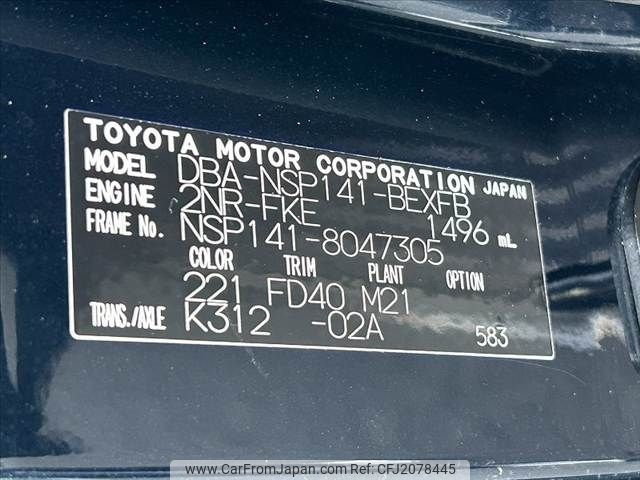 TOYOTA MOTOR CORPORATION JAPAN
MODEL DBA-NSP141-BEXFB
ENGINE 2NR-FKE 1496 mL
FRAME No. NSP141-8047305
COLOR TRIM PLANT OPTION
221 FD40 M21
TRANS./AXLE K312 -02A 583
www.CarFromJapan.com - CFJ2078445